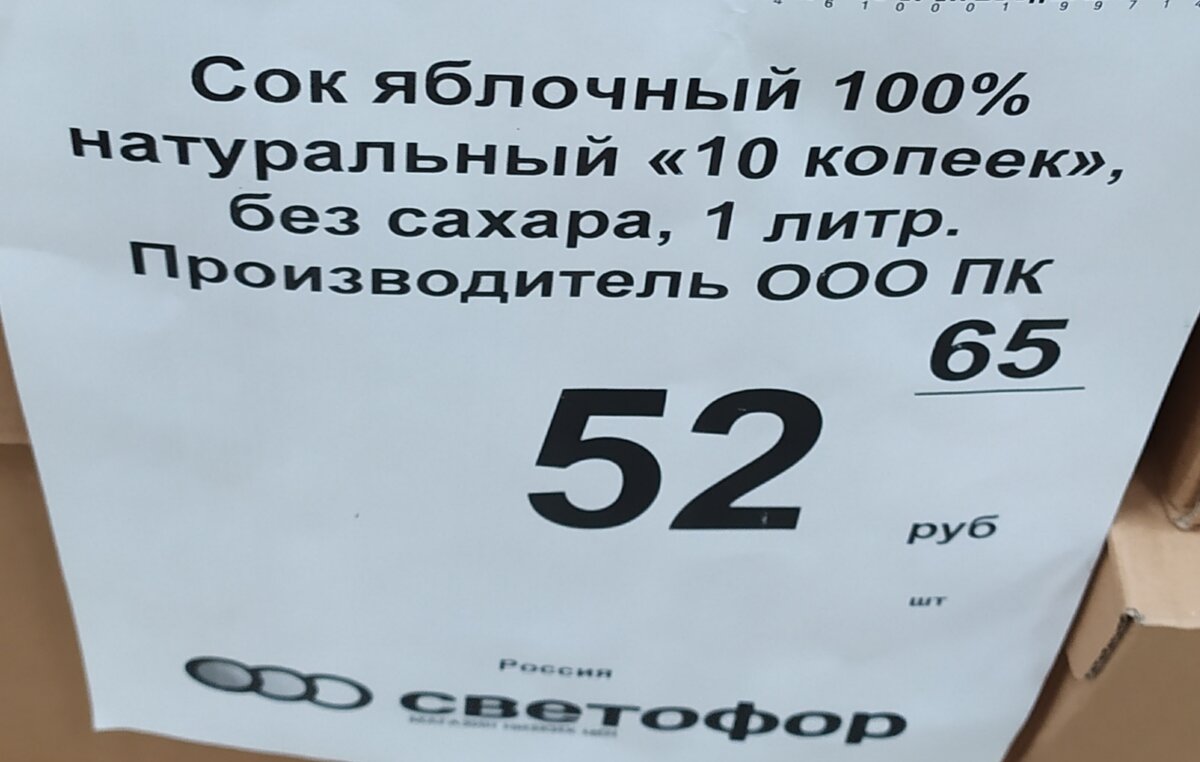 Сок яблочный 100%
натуральный «10 копеек»,
без сахара, 1 литр.
Производитель ООО ПК
52 65
руб
шт
Россия
светофор